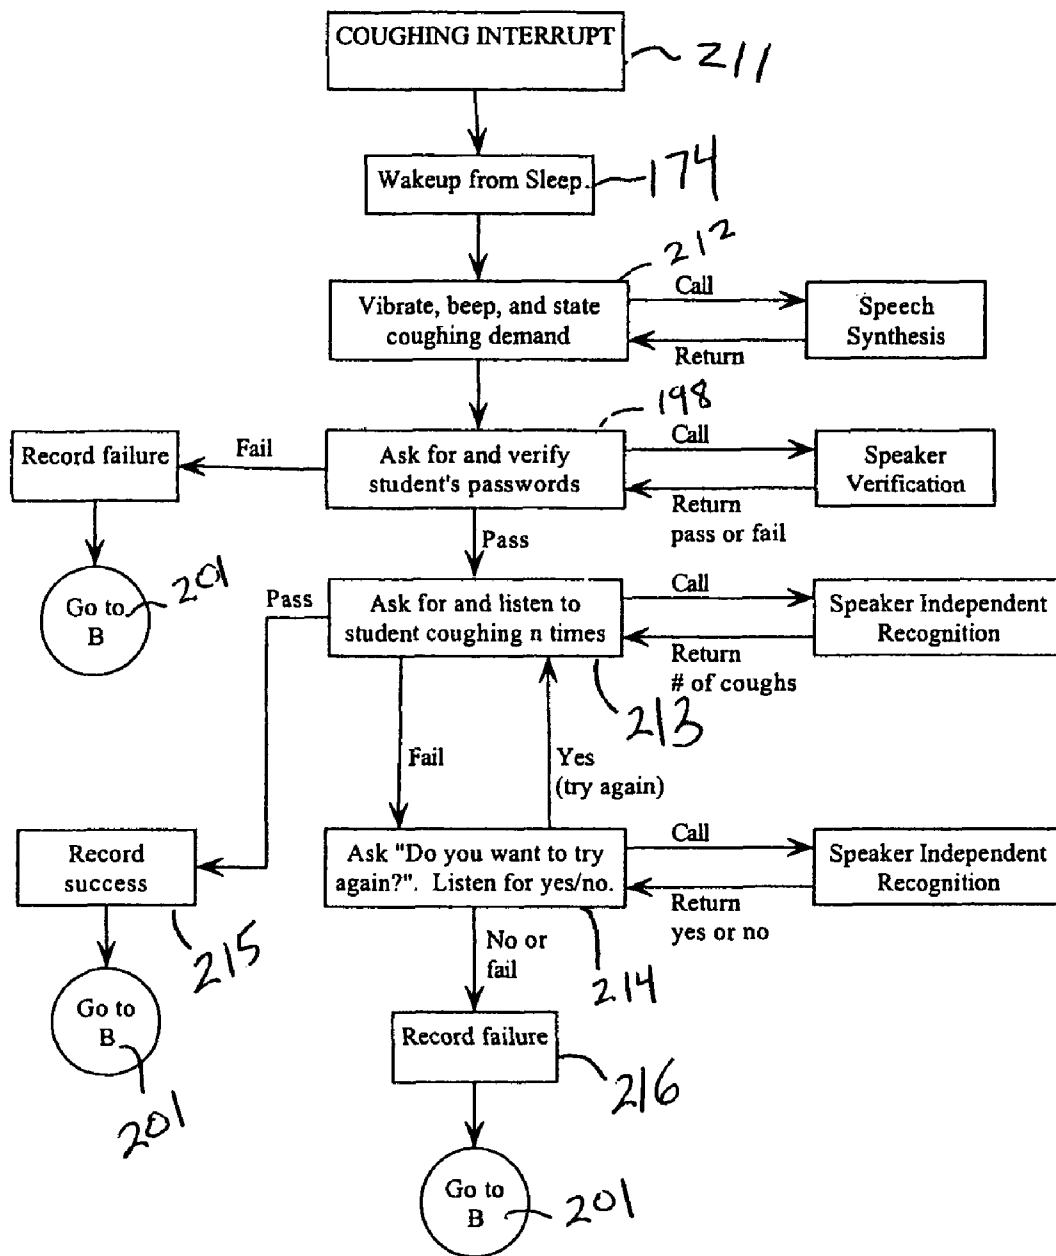 COUGHING INTERRUPT
211
Wakeup from Sleep
174
212
Vibrate, beep, and state
coughing demand
Call
Return
Speech
Synthesis
198
Record failure
Fail
Ask for and verify
student's passwords
Call
Return
pass or fail
Speaker
Verification
Pass
Go to
B
201
Pass
Ask for and listen to
student coughing n times
Call
Return
# of coughs
Speaker Independent
Recognition
213
Fail
Yes
(try again)
Record
success
215
Ask "Do you want to try
again?". Listen for yes/no.
Call
Return
yes or no
Speaker Independent
Recognition
214
No or
fail
Go to
B
201
Record failure
216
Go to
B
201